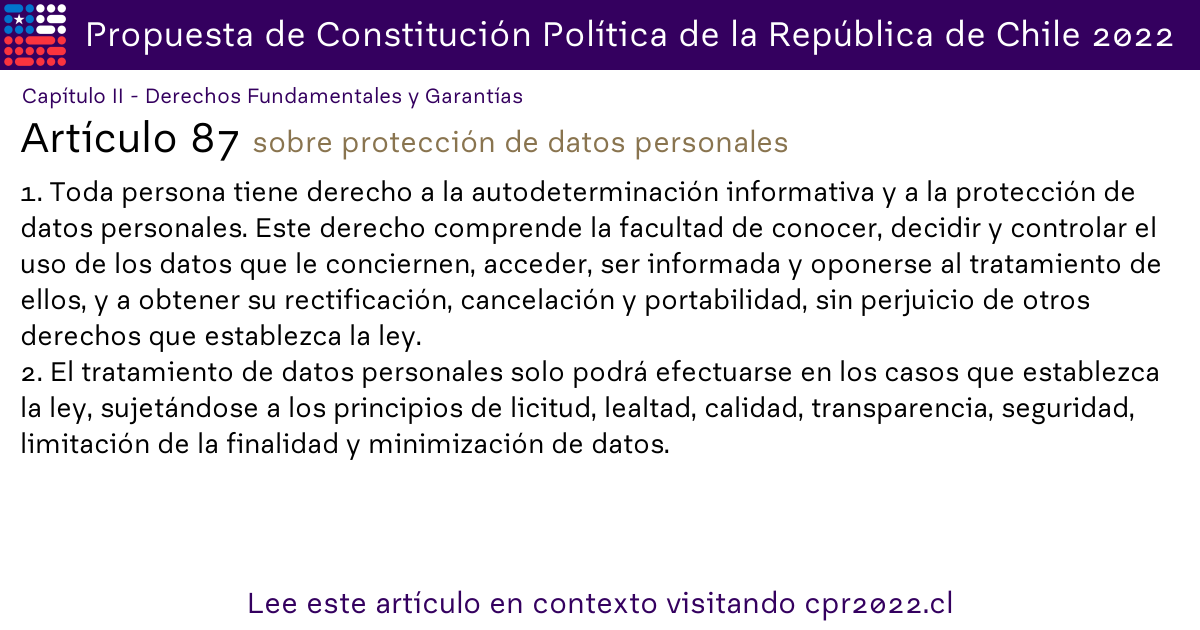 Propuesta de Constitución Política de la República de Chile 2022
Capítulo II - Derechos Fundamentales y Garantías
Artículo 87 sobre protección de datos personales
1. Toda persona tiene derecho a la autodeterminación informativa y a la protección de
datos personales. Este derecho comprende la facultad de conocer, decidir y controlar el
uso de los datos que le conciernen, acceder, ser informada y oponerse al tratamiento de
ellos, y a obtener su rectificación, cancelación y portabilidad, sin perjuicio de otros
derechos que establezca la ley.
2. El tratamiento de datos personales solo podrá efectuarse en los casos que establezca
la ley, sujetándose a los principios de licitud, lealtad, calidad, transparencia, seguridad,
limitación de la finalidad y minimización de datos.
Lee este artículo en contexto visitando cpr2022.cl